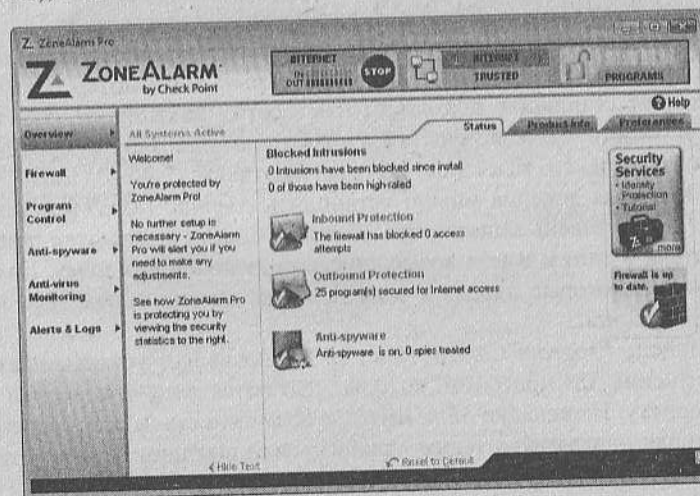 ZoneAlarm Pro
ZONEALARM
by Check Point
INTERNET
IN
OUT
STOP
INTERNET
TRUSTED
PROGRAMS
Help
Overview
Firewall
Program
Control
Anti-spyware
Anti-virus
Monitoring
Alerts & Logs
All Systems Active
Status
Product Info
Preferences
Welcome!
You're protected by
ZoneAlarm Pro!
No further setup is
necessary - ZoneAlarm
Pro will alert you if you
need to make any
adjustments.
See how ZoneAlarm Pro
is protecting you by
viewing the security
statistics to the right.
Blocked Intrusions
0 Intrusions have been blocked since install
0 of those have been high-rated
Inbound Protection
The firewall has blocked 0 access
attempts
Outbound Protection
25 program(s) secured for Internet access
Anti-spyware
Anti-spyware is on; 0 spies treated
Security
Services
• Identity
Protection
• Tutorial
more
Firewall is up
to date.
Hide Text
Reset to Default